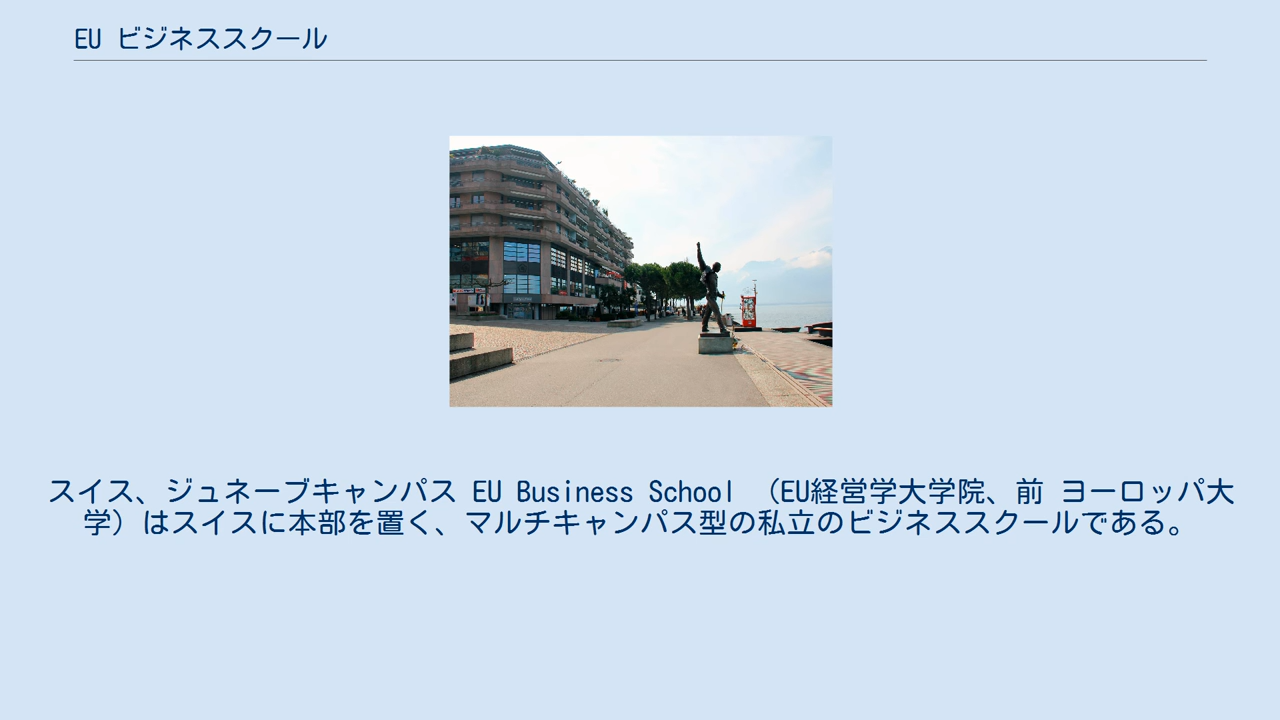 EU ビジネススクール
スイス、ジュネーブキャンパス EU Business School （EU経営学大学院、前 ヨーロッパ大
学）はスイスに本部を置く、マルチキャンパス型の私立のビジネススクールである。